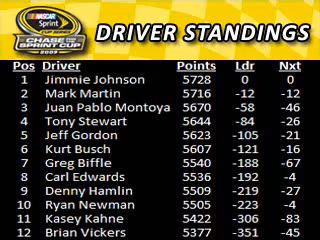 NASCAR
Sprint
CUP SERIES
CHASE FOR THE SPRINT CUP
2009
DRIVER STANDINGS
Pos Driver Points Ldr Nxt
1 Jimmie Johnson 5728 0 0
2 Mark Martin 5716 -12 -12
3 Juan Pablo Montoya 5670 -58 -46
4 Tony Stewart 5644 -84 -26
5 Jeff Gordon 5623 -105 -21
6 Kurt Busch 5607 -121 -16
7 Greg Biffle 5540 -188 -67
8 Carl Edwards 5536 -192 -4
9 Denny Hamlin 5509 -219 -27
10 Ryan Newman 5505 -223 -4
11 Kasey Kahne 5422 -306 -83
12 Brian Vickers 5377 -351 -45